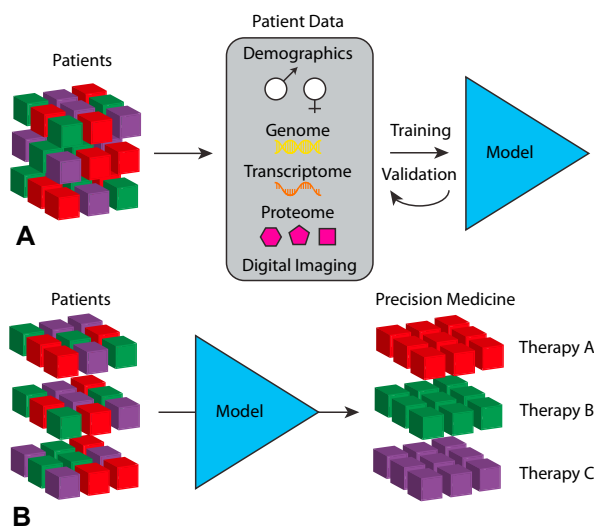 Patient Data
Patients
Demographics
Genome
Transcriptome
Proteome
Digital Imaging
Training
Validation
Model
A
Patients
Precision Medicine
Model
Therapy A
Therapy B
Therapy C
B